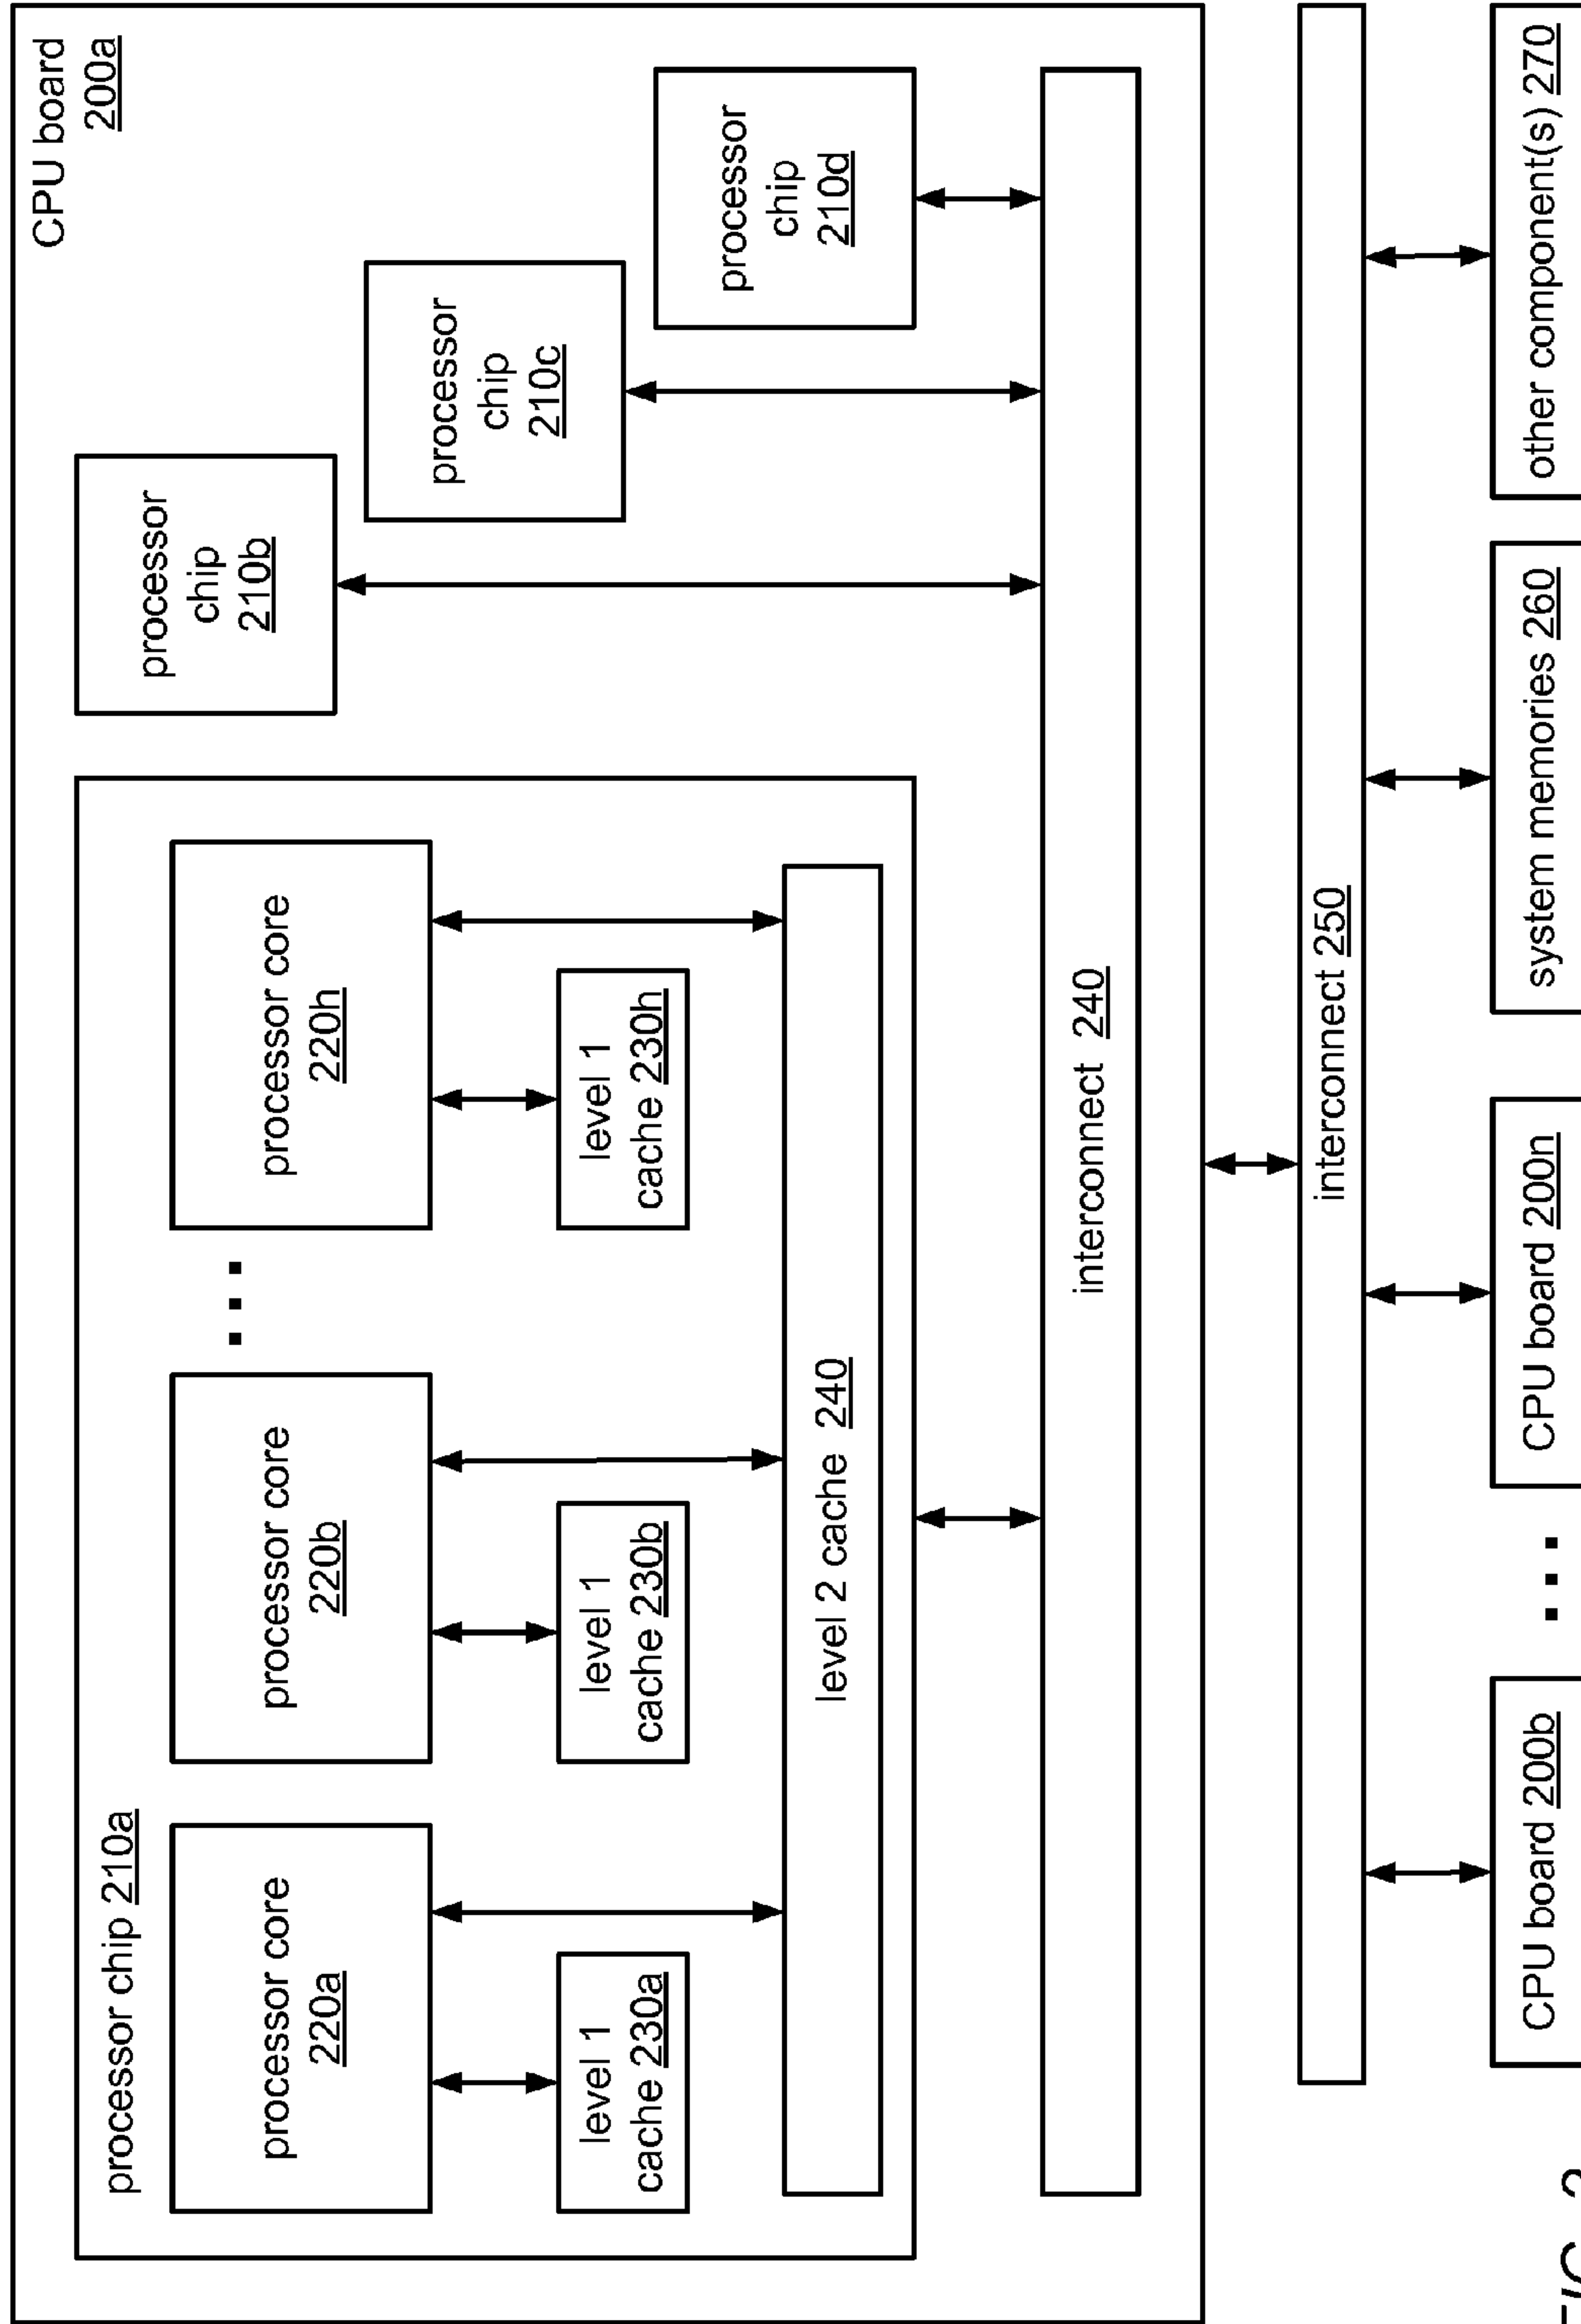 CPU board
200a
processor chip 210a
processor core
220a
processor core
220b
processor core
220h
level 1
cache 230a
level 1
cache 230b
level 1
cache 230h
level 2 cache 240
processor
chip
210b
processor
chip
210c
processor
chip
210d
interconnect 240
interconnect 250
CPU board 200b
CPU board 200n
system memories 260
other component(s) 270